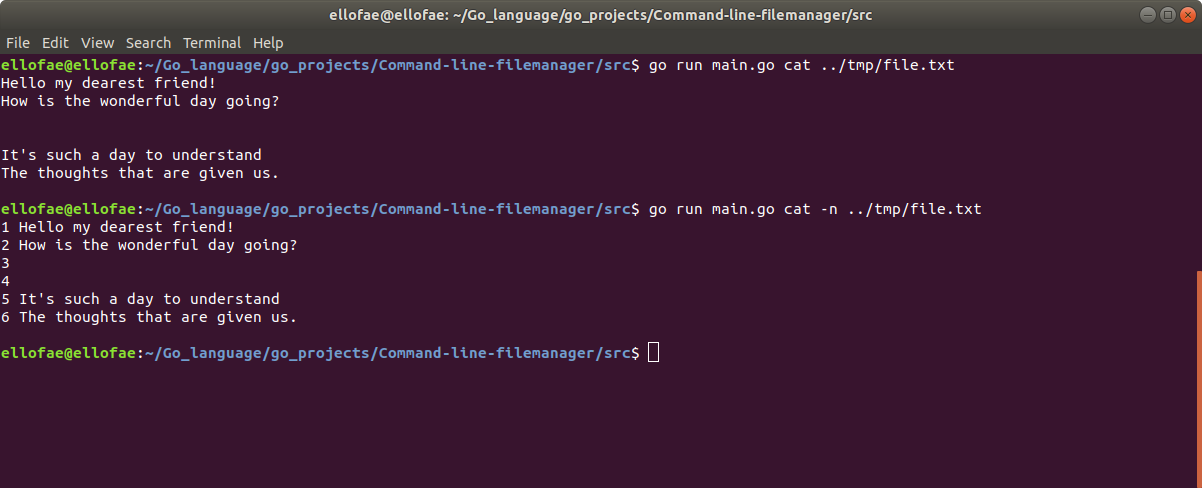 ellofae@ellofae: ~/Go_language/go_projects/Command-line-filemanager/src
File Edit View Search Terminal Help
ellofae@ellofae:~/Go_language/go_projects/Command-line-filemanager/src$ go run main.go cat ../tmp/file.txt
Hello my dearest friend!
How is the wonderful day going?
It's such a day to understand
The thoughts that are given us.
ellofae@ellofae:~/Go_language/go_projects/Command-line-filemanager/src$ go run main.go cat -n ../tmp/file.txt
1 Hello my dearest friend!
2 How is the wonderful day going?
3
4
5 It's such a day to understand
6 The thoughts that are given us.
ellofae@ellofae:~/Go_language/go_projects/Command-line-filemanager/src$